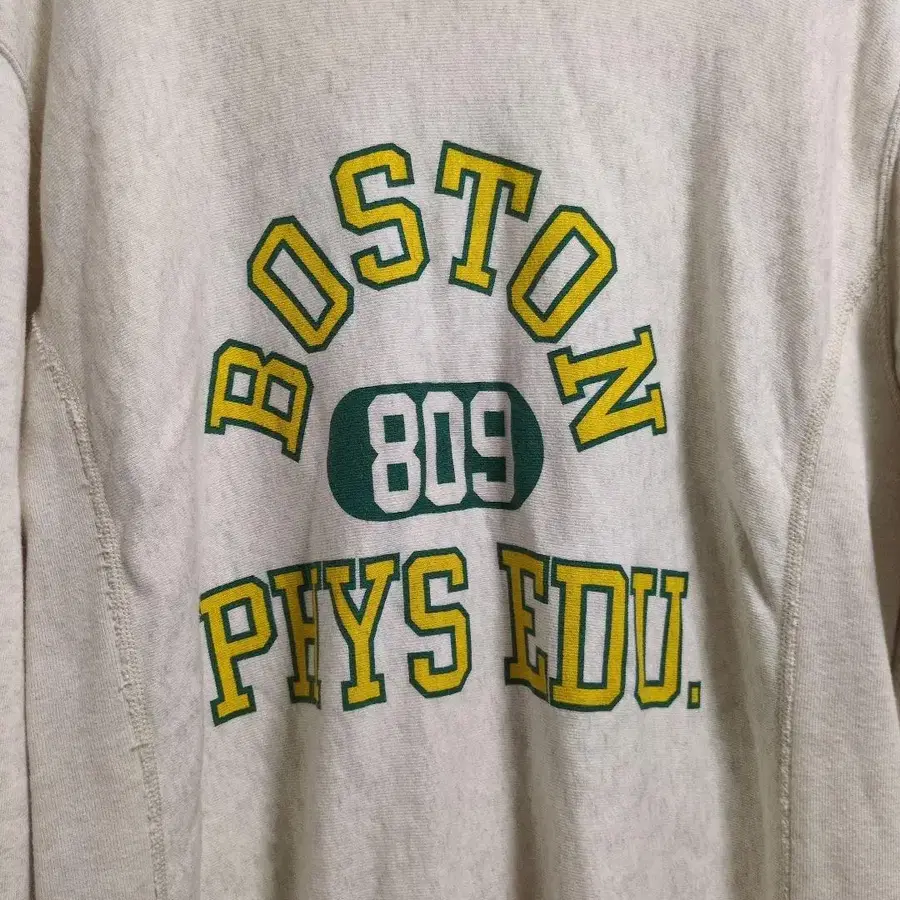 BOSTON
809
PHYS EDU.